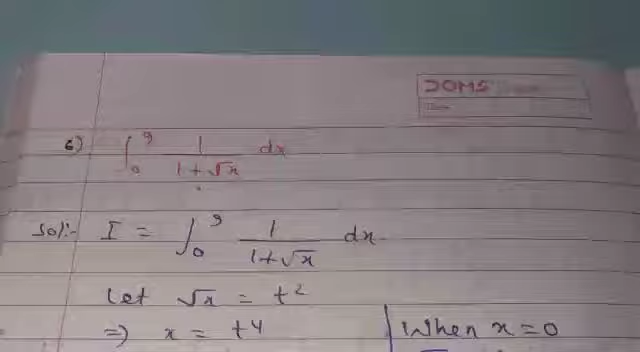 DOMS
6) ∫₀⁹ 1/(1+√x) dx
Sol:- I = ∫₀⁹ 1/(1+√x) dx
Let √x = t²
⇒ x = t⁴
When x = 0